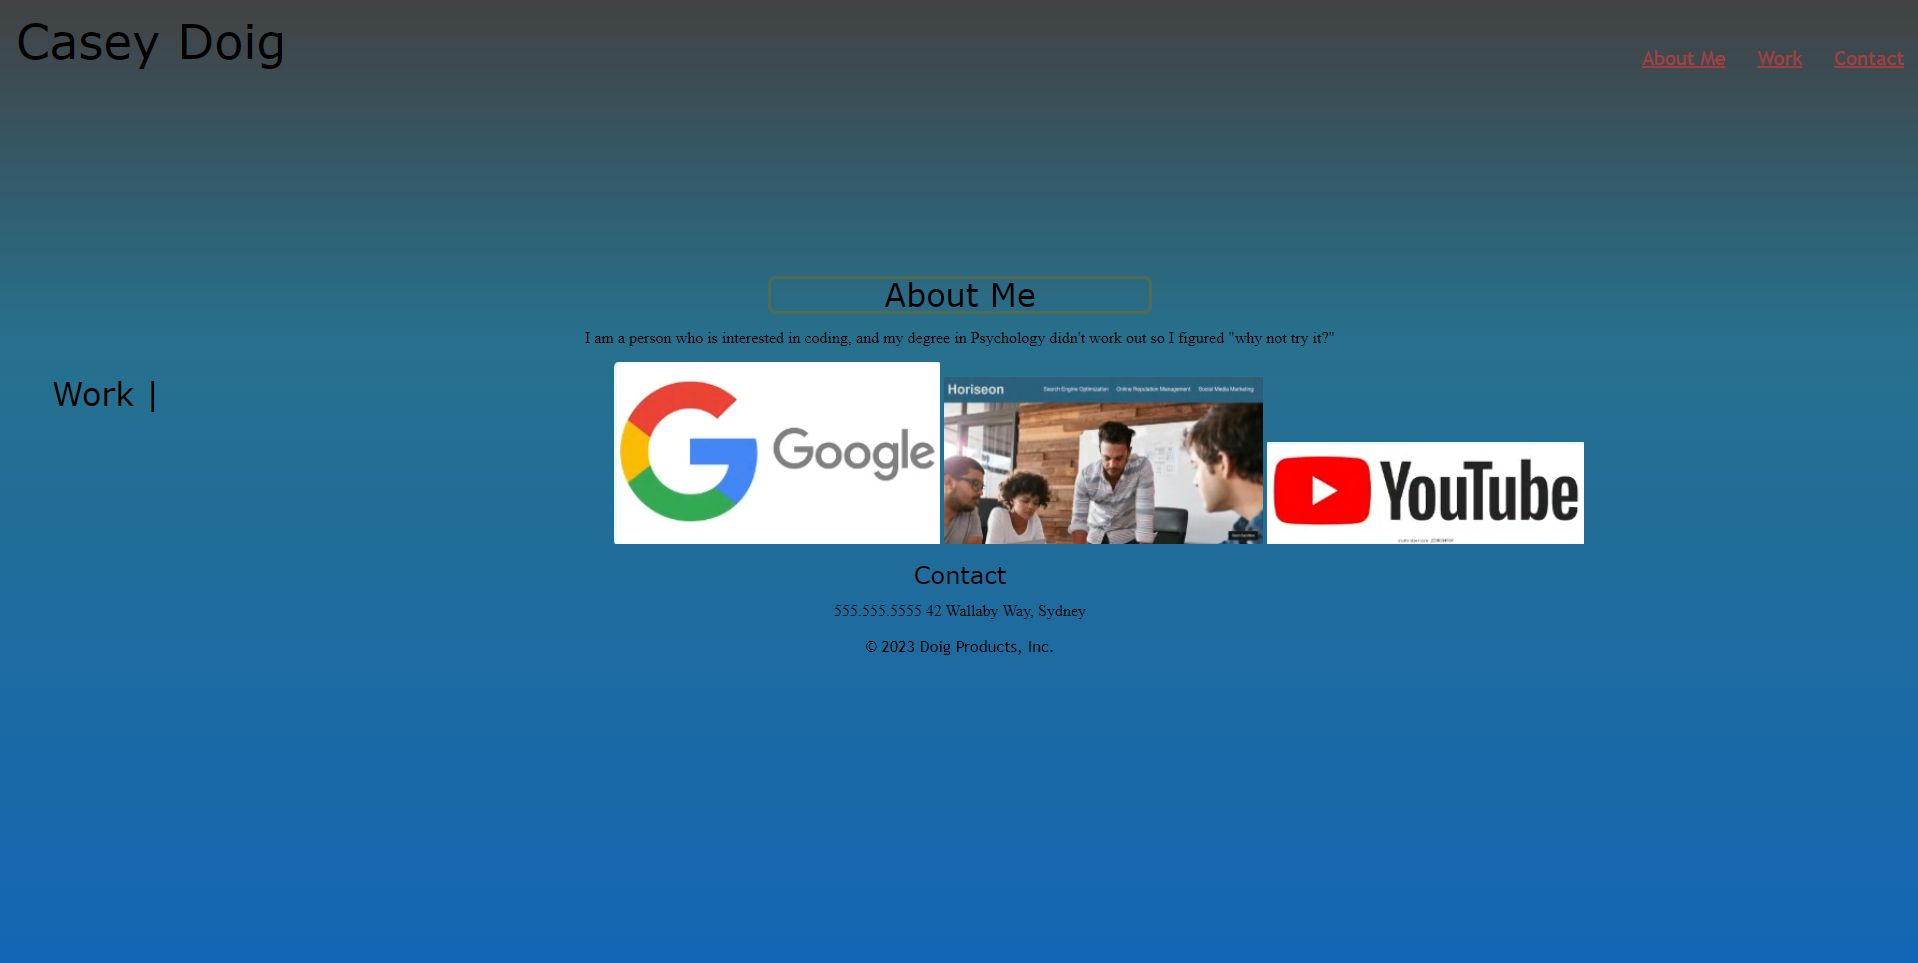 Casey Doig
About Me
Work
Contact
About Me
I am a person who is interested in coding, and my degree in Psychology didn't work out so I figured "why not try it?"
Work |
Google
Horiseon
Search Engine Optimization
Online Reputation Management
Social Media Marketing
YouTube
Contact
555.555.5555 42 Wallaby Way, Sydney
© 2023 Doig Products, Inc.